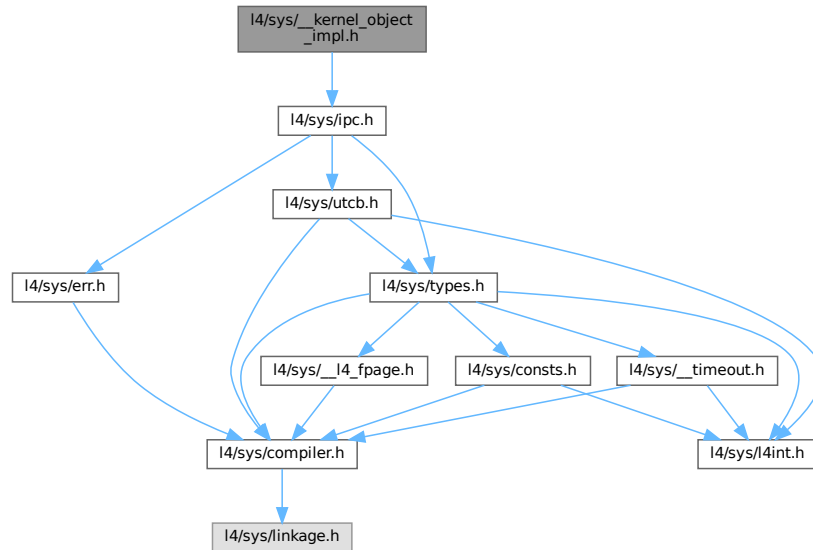 l4/sys/__kernel_object
_impl.h
l4/sys/ipc.h
l4/sys/utcb.h
l4/sys/err.h
l4/sys/types.h
l4/sys/__l4_fpage.h
l4/sys/consts.h
l4/sys/__timeout.h
l4/sys/compiler.h
l4/sys/l4int.h
l4/sys/linkage.h